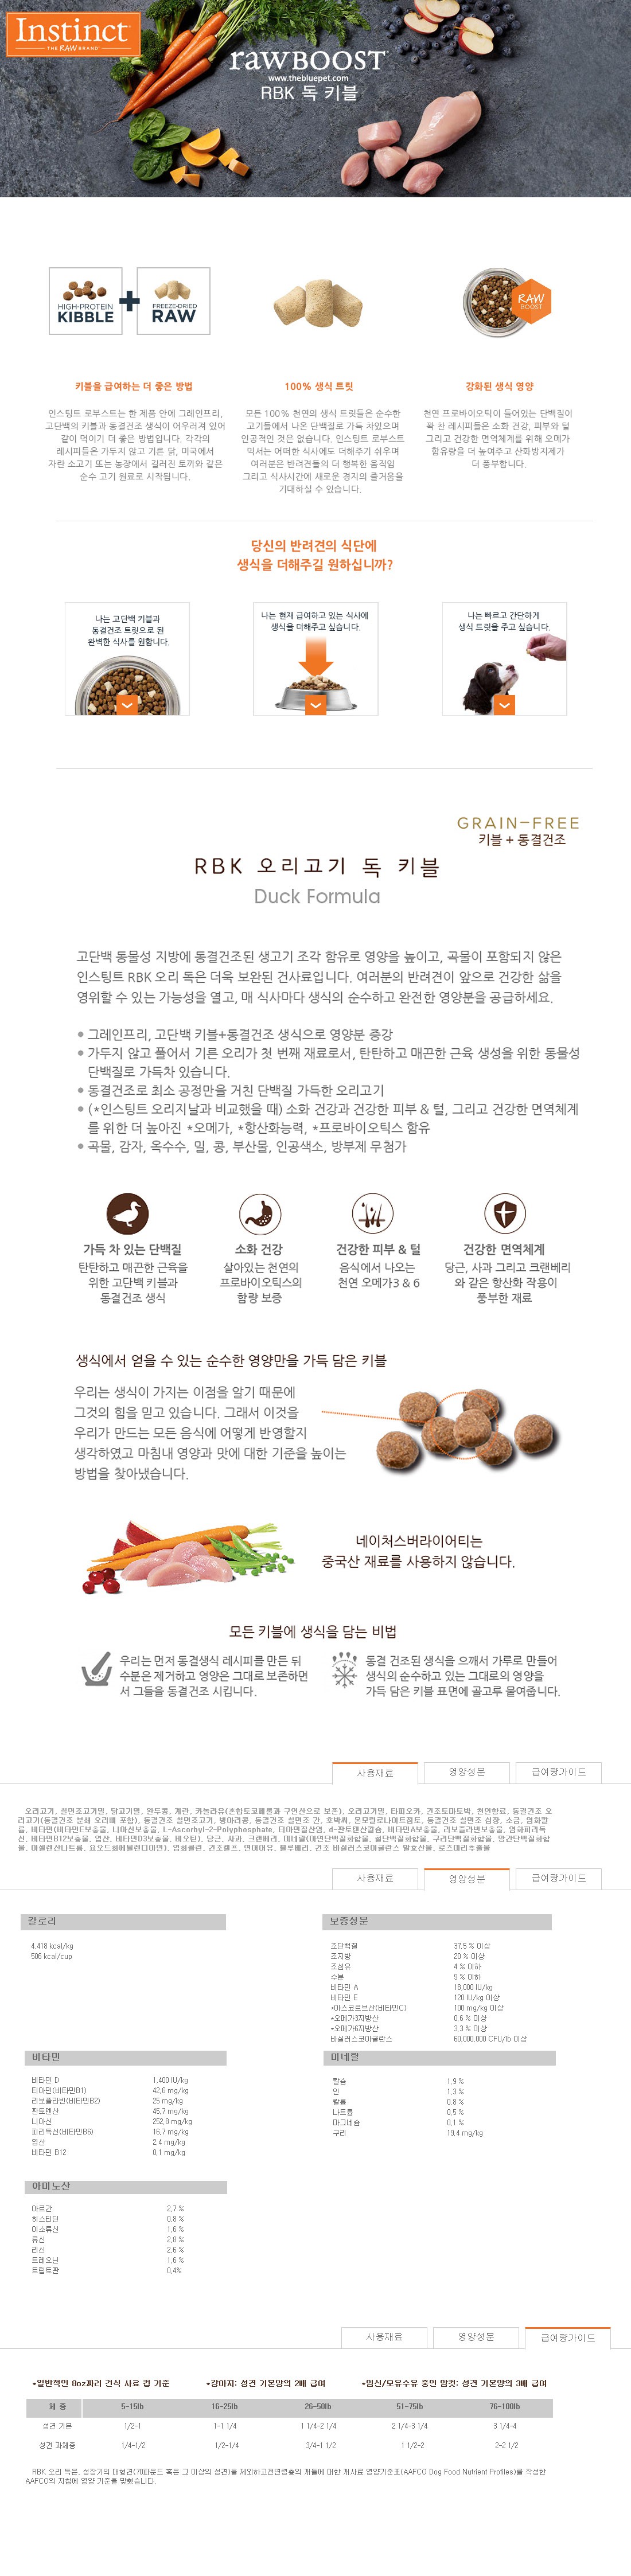 Instinct
THE RAW BRAND
rawBOOST
www.thebluepet.com
RBK 독 키블
HIGH-PROTEIN
KIBBLE
FREEZE-DRIED
RAW
RAW
BOOST
키블을 급여하는 더 좋은 방법
인스팅트 로부스트는 한 제품 안에 그레인프리,
고단백의 키블과 동결건조 생식이 어우러져 있어
같이 먹이기 더 좋은 방법입니다. 각각의
레시피들은 가두지 않고 기른 닭, 미국에서
자란 소고기 또는 농장에서 길러진 토끼와 같은
순수 고기 원료로 시작됩니다.
100% 생식 트릿
모든 100% 천연의 생식 트릿들은 순수한
고기들에서 나온 단백질로 가득 차있으며
인공적인 것은 없습니다. 인스팅트 로부스트
믹서는 어떠한 식사에도 더해주기 쉬우며
여러분은 반려견들의 더 행복한 움직임
그리고 식사시간에 새로운 경지의 즐거움을
기대하실 수 있습니다.
강화된 생식 영양
천연 프로바이오틱이 들어있는 단백질이
꽉 찬 레시피들은 소화 건강, 피부와 털
그리고 건강한 면역체계를 위해 오메가
함유량을 더 높여주고 산화방지제가
더 풍부합니다.
당신의 반려견의 식단에
생식을 더해주길 원하십니까?
나는 고단백 키블과
동결건조 트릿으로 된
완벽한 식사를 원합니다.
나는 현재 급여하고 있는 식사에
생식을 더해주고 싶습니다.
나는 빠르고 간단하게
생식 트릿을 주고 싶습니다.
GRAIN-FREE
키블 + 동결건조
RBK 오리고기 독 키블
Duck Formula
고단백 동물성 지방에 동결건조된 생고기 조각 함유로 영양을 높이고, 곡물이 포함되지 않은
인스팅트 RBK 오리 독은 더욱 보완된 건사료입니다. 여러분의 반려견이 앞으로 건강한 삶을
영위할 수 있는 가능성을 열고, 매 식사마다 생식의 순수하고 완전한 영양분을 공급하세요.
● 그레인프리, 고단백 키블+동결건조 생식으로 영양분 증강
● 가두지 않고 풀어서 기른 오리가 첫 번째 재료로서, 탄탄하고 매끈한 근육 생성을 위한 동물성
단백질로 가득차 있습니다.
● 동결건조로 최소 공정만을 거친 단백질 가득한 오리고기
● (*인스팅트 오리지날과 비교했을 때) 소화 건강과 건강한 피부 & 털, 그리고 건강한 면역체계
를 위한 더 높아진 *오메가, *항산화능력, *프로바이오틱스 함유
● 곡물, 감자, 옥수수, 밀, 콩, 부산물, 인공색소, 방부제 무첨가
가득 차 있는 단백질
탄탄하고 매끈한 근육을
위한 고단백 키블과
동결건조 생식
소화 건강
살아있는 천연의
프로바이오틱스의
함량 보증
건강한 피부 & 털
음식에서 나오는
천연 오메가3 & 6
건강한 면역체계
당근, 사과 그리고 크랜베리
와 같은 항산화 작용이
풍부한 재료
생식에서 얻을 수 있는 순수한 영양만을 가득 담은 키블
우리는 생식이 가지는 이점을 알기 때문에
그것의 힘을 믿고 있습니다. 그래서 이것을
우리가 만드는 모든 음식에 어떻게 반영할지
생각하였고 마침내 영양과 맛에 대한 기준을 높이는
방법을 찾아냈습니다.
네이처스버라이어티는
중국산 재료를 사용하지 않습니다.
모든 키블에 생식을 담는 비법
우리는 먼저 동결생식 레시피를 만든 뒤
수분은 제거하고 영양은 그대로 보존하면
서 그들을 동결건조 시킵니다.
동결 건조된 생식을 으깨서 가루로 만들어
생식의 순수하고 있는 그대로의 영양을
가득 담은 키블 표면에 골고루 뭍여줍니다.
사용재료 영양성분 급여량가이드
오리고기, 칠면조고기밀, 닭고기밀, 완두콩, 계란, 카놀라유(혼합토코페롤과 구연산으로 보존), 오리고기밀, 타피오카, 건조토마토박, 천연향료, 동결건조 오
리고기(동결건조 분쇄 오리뼈 포함), 동결건조 칠면조고기, 병아리콩, 동결건조 칠면조 간, 호박씨, 몬모릴로나이트점토, 동결건조 칠면조 심장, 소금, 염화칼
륨, 비타민(비타민E보충물, 니아신보충물, L-Ascorbyl-2-Polyphosphate, 티아민질산염, d-판토텐산칼슘, 비타민A보충물, 리보플라빈보충물, 염화피리독
신, 비타민B12보충물, 엽산, 비타민D3보충물, 비오틴), 당근, 사과, 크랜베리, 미네랄(아연단백질화합물, 철단백질화합물, 구리단백질화합물, 망간단백질화합
물, 아셀렌산나트륨, 요오드화에틸렌디아민), 염화콜린, 건조켈프, 연어어유, 블루베리, 건조 바실러스코아귤런스 발효산물, 로즈마리추출물
사용재료 영양성분 급여량가이드
칼로리
4,418 kcal/kg
506 kcal/cup
보증성분
조단백질 37.5 % 이상
조지방 20 % 이상
조섬유 4 % 이하
수분 9 % 이하
비타민 A 18,000 IU/kg
비타민 E 120 IU/kg 이상
*아스코르브산(비타민C) 100 mg/kg 이상
*오메가3지방산 0.6 % 이상
*오메가6지방산 3.3 % 이상
바실러스코아귤란스 60,000,000 CFU/lb 이상
비타민
비타민 D 1,400 IU/kg
티아민(비타민B1) 42.6 mg/kg
리보플라빈(비타민B2) 25 mg/kg
판토텐산 45.7 mg/kg
니아신 252.8 mg/kg
피리독신(비타민B6) 16.7 mg/kg
엽산 2.4 mg/kg
비타민 B12 0.1 mg/kg
미네랄
칼슘 1.9 %
인 1.3 %
칼륨 0.8 %
나트륨 0.5 %
마그네슘 0.1 %
구리 19.4 mg/kg
아미노산
아르간 2.7 %
히스티딘 0.8 %
이소류신 1.6 %
류신 2.8 %
리신 2.6 %
트레오닌 1.6 %
트립토판 0.4%
사용재료 영양성분 급여량가이드
*일반적인 8oz짜리 건식 사료 컵 기준 *강아지: 성견 기본양의 2배 급여 *임신/모유수유 중인 암컷: 성견 기본양의 3배 급여
체 중 5-15lb 16-25lb 26-50lb 51-75lb 76-100lb
성견 기본 1/2-1 1-1 1/4 1 1/4-2 1/4 2 1/4-3 1/4 3 1/4-4
성견 과체중 1/4-1/2 1/2-1/4 3/4-1 1/2 1 1/2-2 2-2 1/2
RBK 오리 독은, 성장기의 대형견(70파운드 혹은 그 이상의 성견)을 제외하고전연령층의 개들에 대한 개사료 영양기준표(AAFCO Dog Food Nutrient Profiles)를 작성한
AAFCO의 지침에 영양 기준을 맞췄습니다.